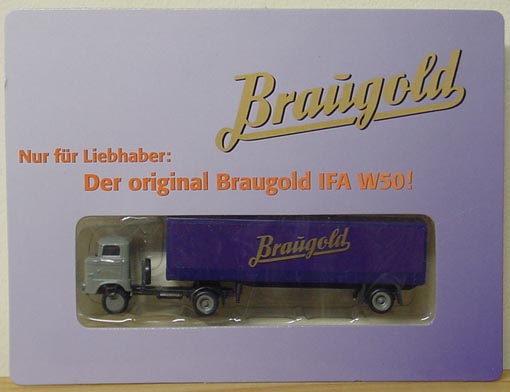 Braugold
Nur für Liebhaber:
Der original Braugold IFA W50!
Braugold